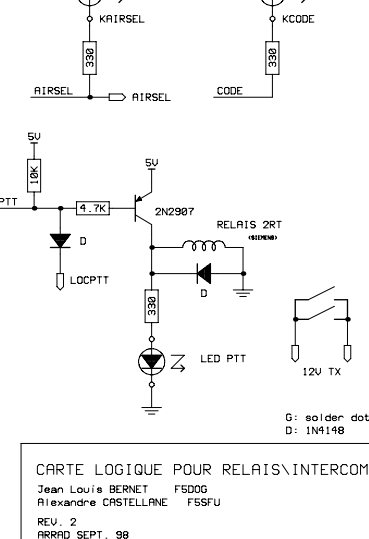 KAIRSEL KCODE
330 330
AIRSEL AIRSEL CODE
5V
5V
10K
PTT 4.7K 2N2907
RELAIS 2RT
(SIEMENS)
D
LOCPTT
D
330
LED PTT
12V TX
G: solder dot
D: 1N4148
CARTE LOGIQUE POUR RELAIS\INTERCOM
Jean Louis BERNET F5DOG
Alexandre CASTELLANE F5SFU
REV. 2
ARRAD SEPT. 98